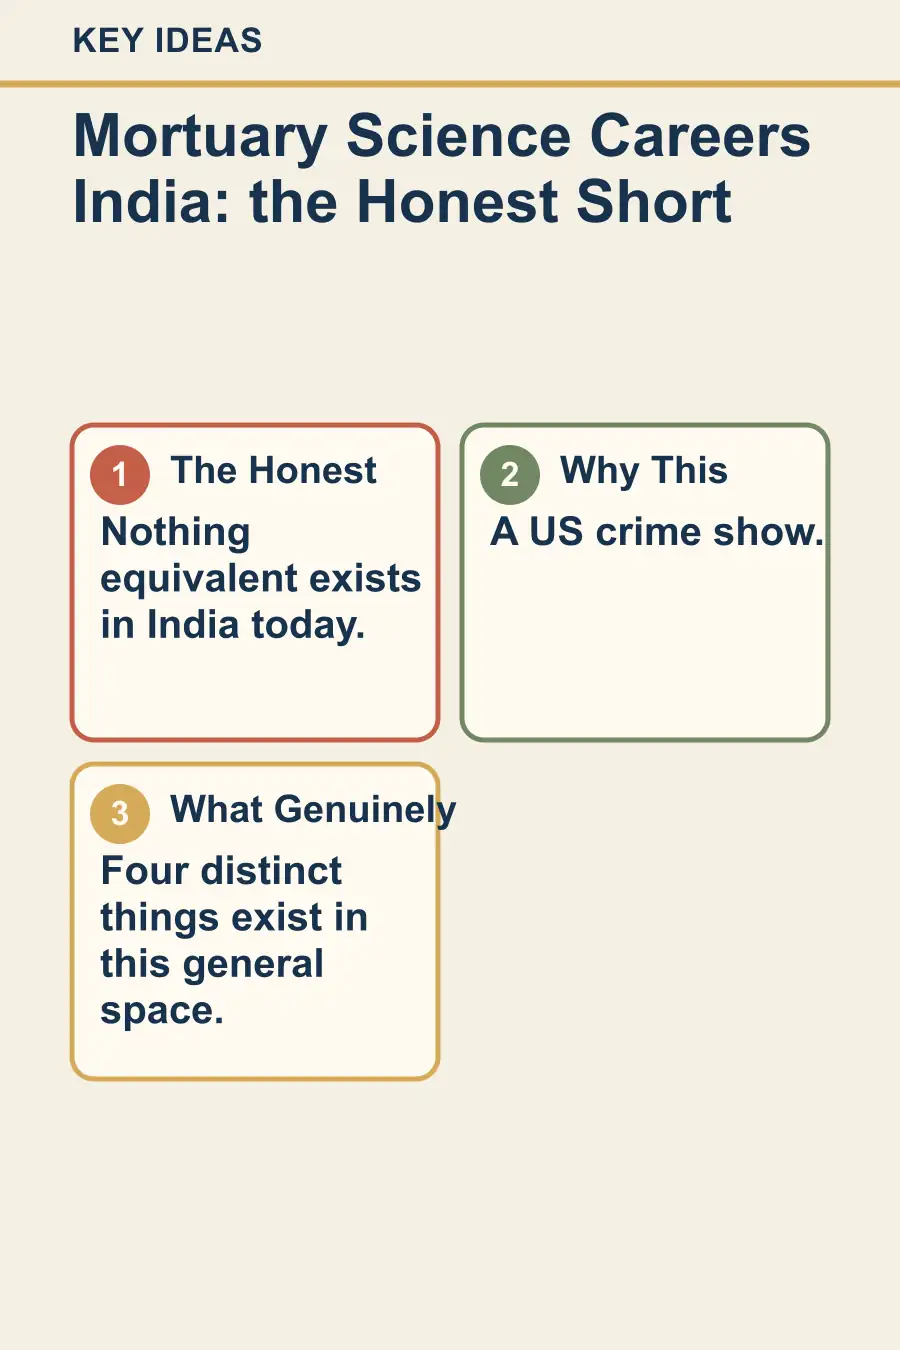 KEY IDEAS
Mortuary Science Careers
India: the Honest Short
1 The Honest
Nothing
equivalent exists
in India today.
2 Why This
A US crime show.
3 What Genuinely
Four distinct
things exist in
this general
space.